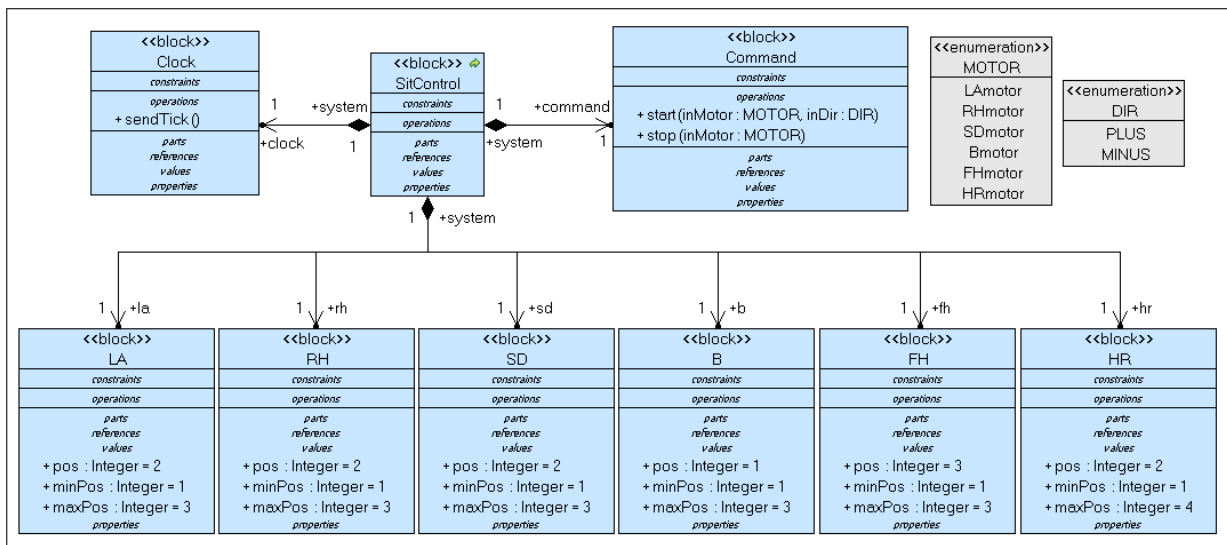 <<block>>
Clock
constraints
operations
+ sendTick ()
parts
references
values
properties
1
+clock
+system
1
<<block>>
SitControl
constraints
operations
parts
references
values
properties
1
+system
+command
1
<<block>>
Command
constraints
operations
+ start (inMotor : MOTOR, inDir : DIR)
+ stop (inMotor : MOTOR)
parts
references
values
properties
<<enumeration>>
MOTOR
LAmotor
RHmotor
SDmotor
Bmotor
FHmotor
HRmotor
<<enumeration>>
DIR
PLUS
MINUS
1
+system
1 +la
1 +rh
1 +sd
1 +b
1 +fh
1 +hr
<<block>>
LA
constraints
operations
parts
references
values
+ pos : Integer = 2
+ minPos : Integer = 1
+ maxPos : Integer = 3
properties
<<block>>
RH
constraints
operations
parts
references
values
+ pos : Integer = 2
+ minPos : Integer = 1
+ maxPos : Integer = 3
properties
<<block>>
SD
constraints
operations
parts
references
values
+ pos : Integer = 2
+ minPos : Integer = 1
+ maxPos : Integer = 3
properties
<<block>>
B
constraints
operations
parts
references
values
+ pos : Integer = 1
+ minPos : Integer = 1
+ maxPos : Integer = 3
properties
<<block>>
FH
constraints
operations
parts
references
values
+ pos : Integer = 3
+ minPos : Integer = 1
+ maxPos : Integer = 3
properties
<<block>>
HR
constraints
operations
parts
references
values
+ pos : Integer = 2
+ minPos : Integer = 1
+ maxPos : Integer = 4
properties